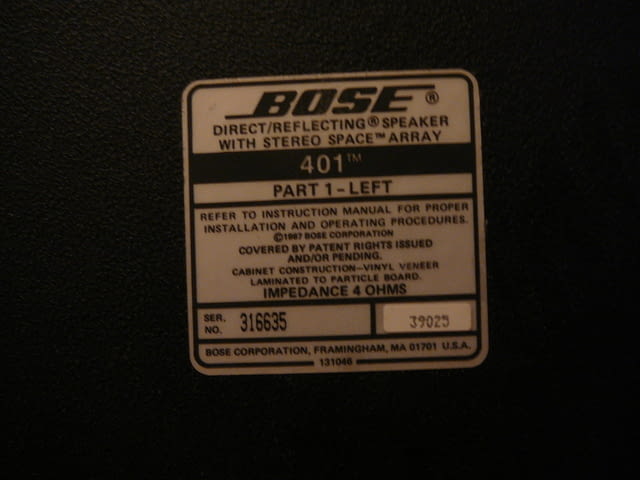 BOSE®
DIRECT/REFLECTING® SPEAKER
WITH STEREO SPACE™ ARRAY
401™
PART 1-LEFT
REFER TO INSTRUCTION MANUAL FOR PROPER
INSTALLATION AND OPERATING PROCEDURES.
©1987 BOSE CORPORATION
COVERED BY PATENT RIGHTS ISSUED
AND/OR PENDING.
CABINET CONSTRUCTION-VINYL VENEER
LAMINATED TO PARTICLE BOARD.
IMPEDANCE 4 OHMS
SER. NO. 316635
39025
BOSE CORPORATION, FRAMINGHAM, MA 01701 U.S.A.
131046